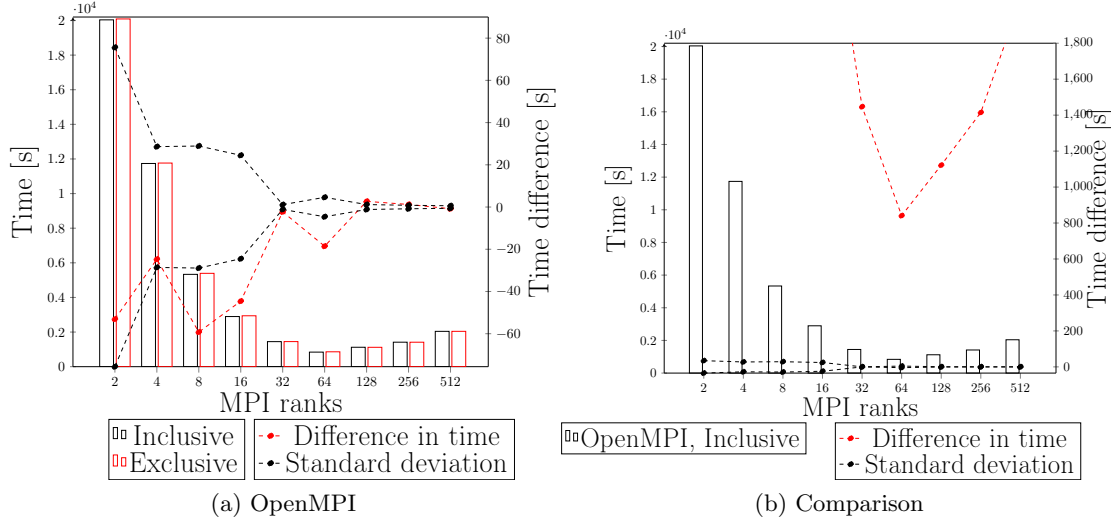 ·10⁴
2
1.8
1.6
1.4
1.2
1
0.8
0.6
0.4
0.2
0
Time [s]
80
60
40
20
0
−20
−40
−60
Time difference [s]
2 4 8 16 32 64 128 256 512
MPI ranks
Inclusive
Exclusive
Difference in time
Standard deviation
(a) OpenMPI
·10⁴
2
1.8
1.6
1.4
1.2
1
0.8
0.6
0.4
0.2
0
Time [s]
1,800
1,600
1,400
1,200
1,000
800
600
400
200
0
Time difference [s]
2 4 8 16 32 64 128 256 512
MPI ranks
OpenMPI, Inclusive
Difference in time
Standard deviation
(b) Comparison